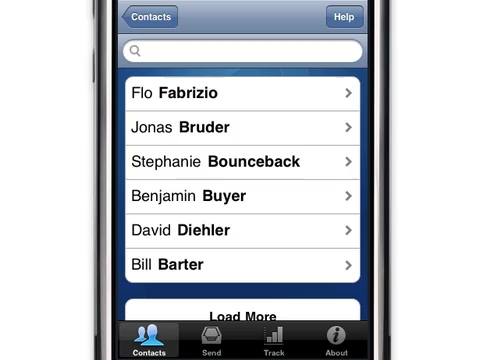 Contacts
Help
Flo Fabrizio
Jonas Bruder
Stephanie Bounceback
Benjamin Buyer
David Diehler
Bill Barter
Load More
Contacts
Send
Track
About